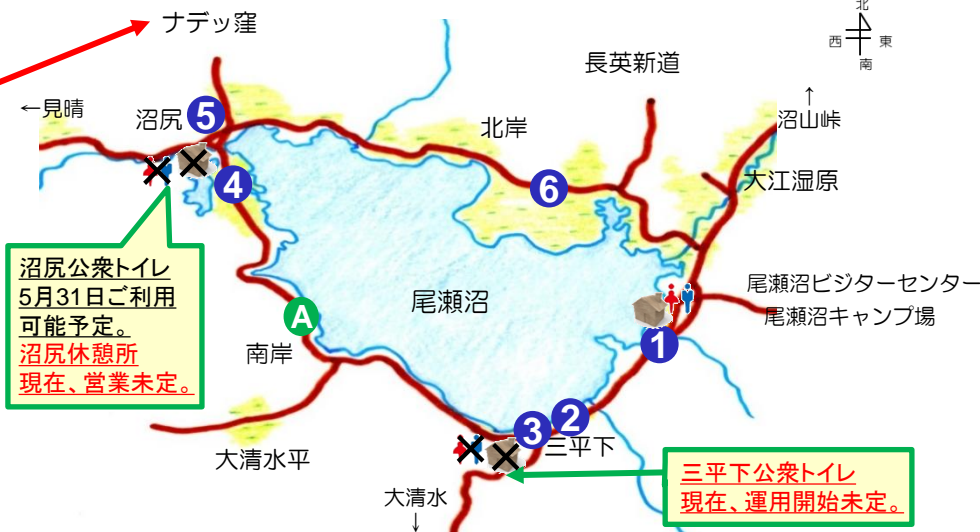 ナデッ窪
北
西 東
南
長英新道
←見晴
沼尻
5
北岸
↑
沼山峠
4
6
大江湿原
沼尻公衆トイレ
5月31日ご利用
可能予定。
沼尻休憩所
現在、営業未定。
A
尾瀬沼
尾瀬沼ビジターセンター
尾瀬沼キャンプ場
南岸
1
2
3
三平下
大清水平
三平下公衆トイレ
現在、運用開始未定。
大清水
↓